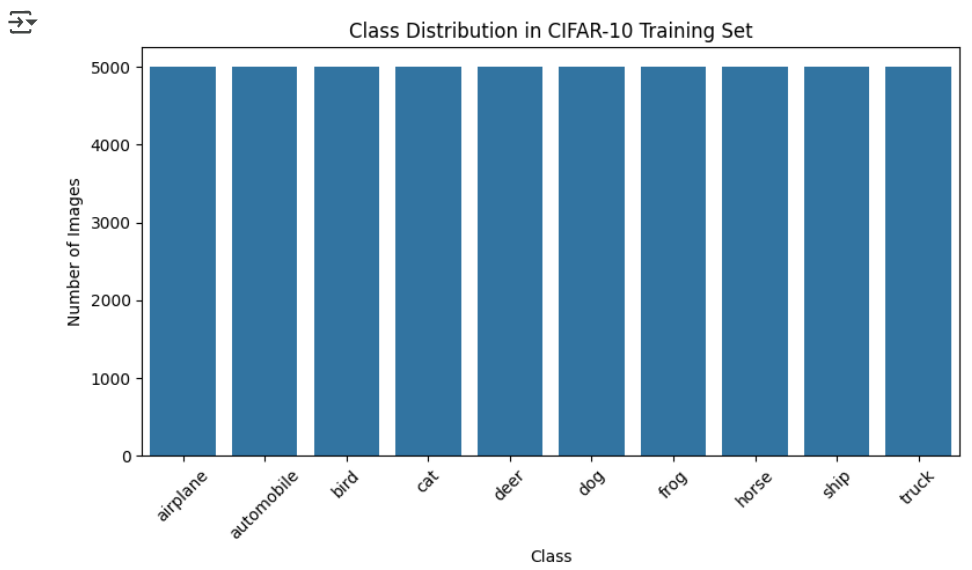 Class Distribution in CIFAR-10 Training Set
5000
4000
3000
2000
1000
0
Number of Images
airplane
automobile
bird
cat
deer
dog
frog
horse
ship
truck
Class